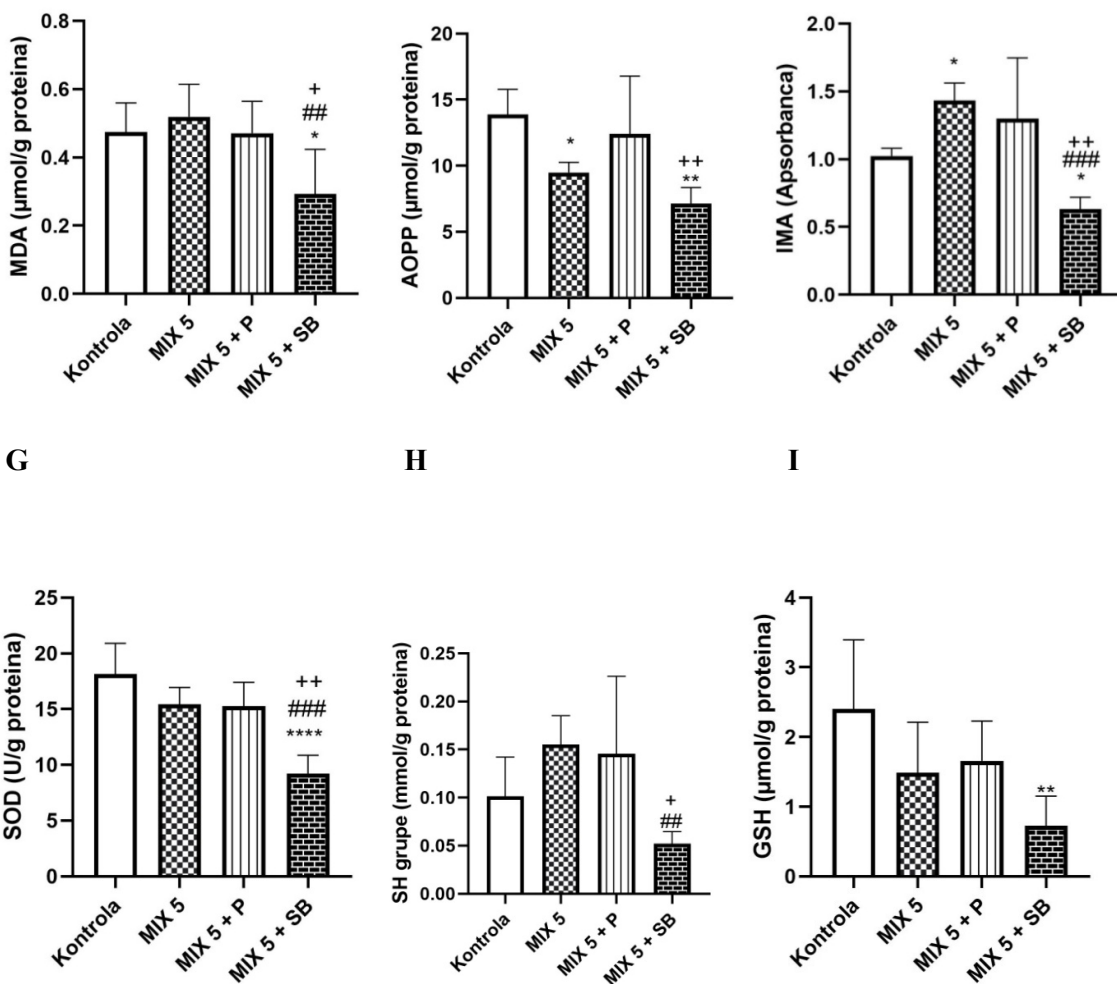 MDA (µmol/g proteina)
0.8
0.6
0.4
0.2
0.0
+
##
*
Kontrola
MIX 5
MIX 5 + P
MIX 5 + SB
AOPP (µmol/g proteina)
20
15
10
5
0
*
++
**
Kontrola
MIX 5
MIX 5 + P
MIX 5 + SB
IMA (Apsorbanca)
2.0
1.5
1.0
0.5
0.0
*
++
###
*
Kontrola
MIX 5
MIX 5 + P
MIX 5 + SB
G
H
I
SOD (U/g proteina)
25
20
15
10
5
0
++
###
****
Kontrola
MIX 5
MIX 5 + P
MIX 5 + SB
SH grupe (mmol/g proteina)
0.25
0.20
0.15
0.10
0.05
0.00
+
##
Kontrola
MIX 5
MIX 5 + P
MIX 5 + SB
GSH (µmol/g proteina)
4
3
2
1
0
**
Kontrola
MIX 5
MIX 5 + P
MIX 5 + SB